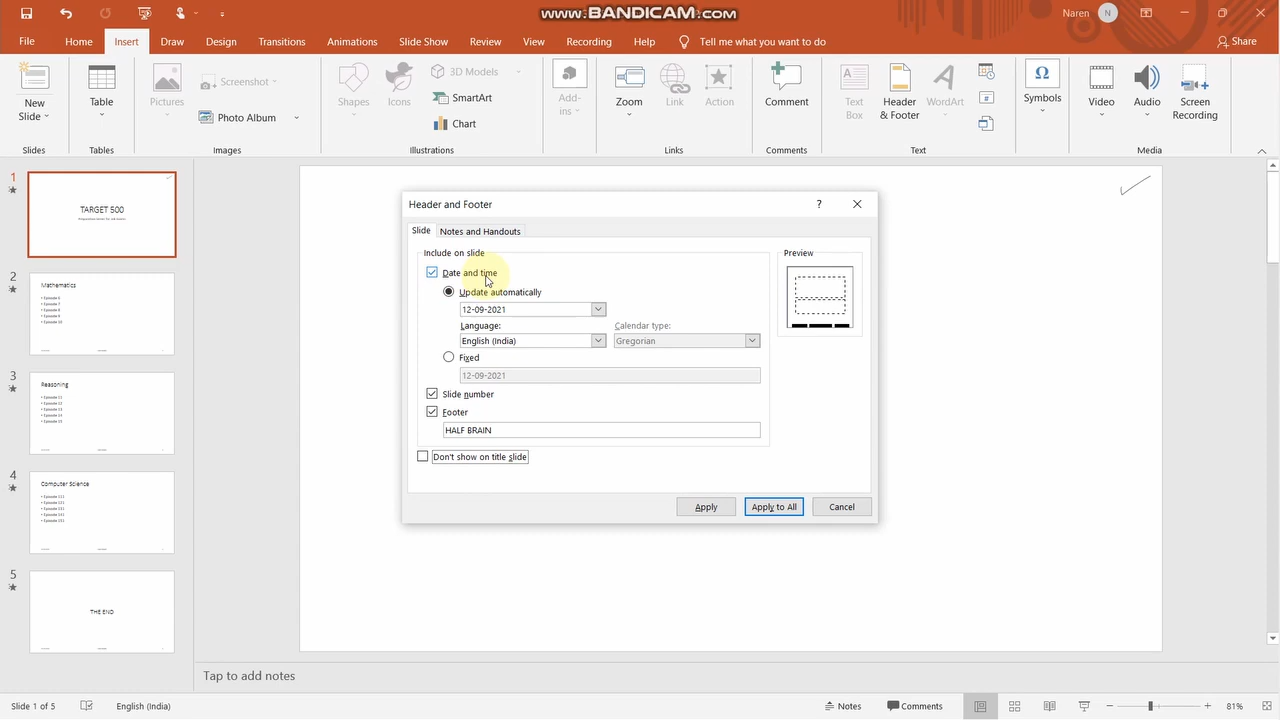 www.BANDICAM.com
Naren
N
File
Home
Insert
Draw
Design
Transitions
Animations
Slide Show
Review
View
Recording
Help
Tell me what you want to do
Share
New
Slide
Slides
Table
Tables
Pictures
Screenshot
Photo Album
Images
Shapes
Icons
3D Models
SmartArt
Chart
Illustrations
Add-
ins
Zoom
Link
Action
Links
Comment
Comments
Text
Box
Header
& Footer
WordArt
Text
Symbols
Video
Audio
Screen
Recording
Media
1
TARGET 500
2
Mathematics
3
Reasoning
4
Computer Science
5
THE END
Header and Footer
?
Slide
Notes and Handouts
Include on slide
Date and time
Update automatically
12-09-2021
Language:
Calendar type:
English (India)
Gregorian
Fixed
12-09-2021
Slide number
Footer
HALF BRAIN
Don't show on title slide
Preview
Apply
Apply to All
Cancel
Tap to add notes
Slide 1 of 5
English (India)
Notes
Comments
81%